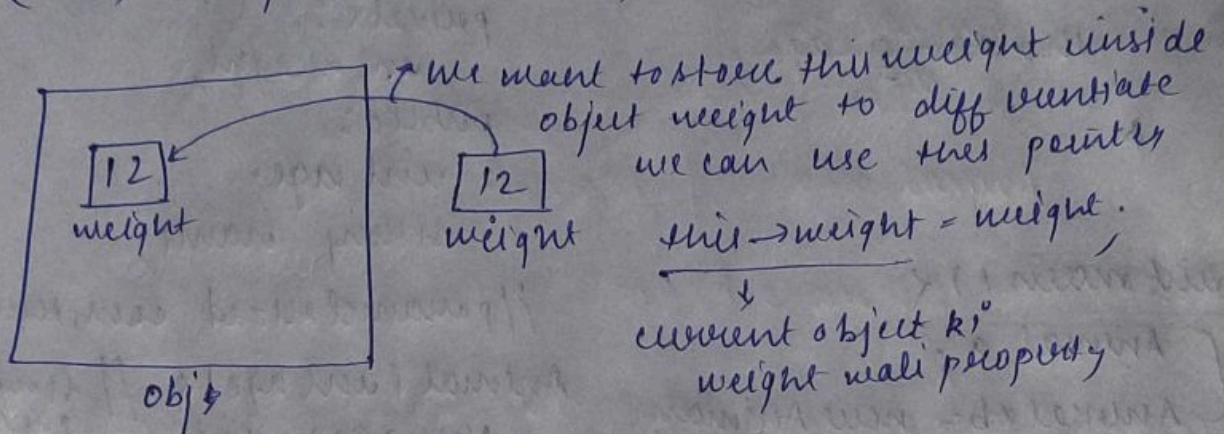 we want to store this weight inside
object weight to differentiate
we can use this pointer
12
weight
12
weight
this→weight = weight.
current object ki
weight wali property
obj